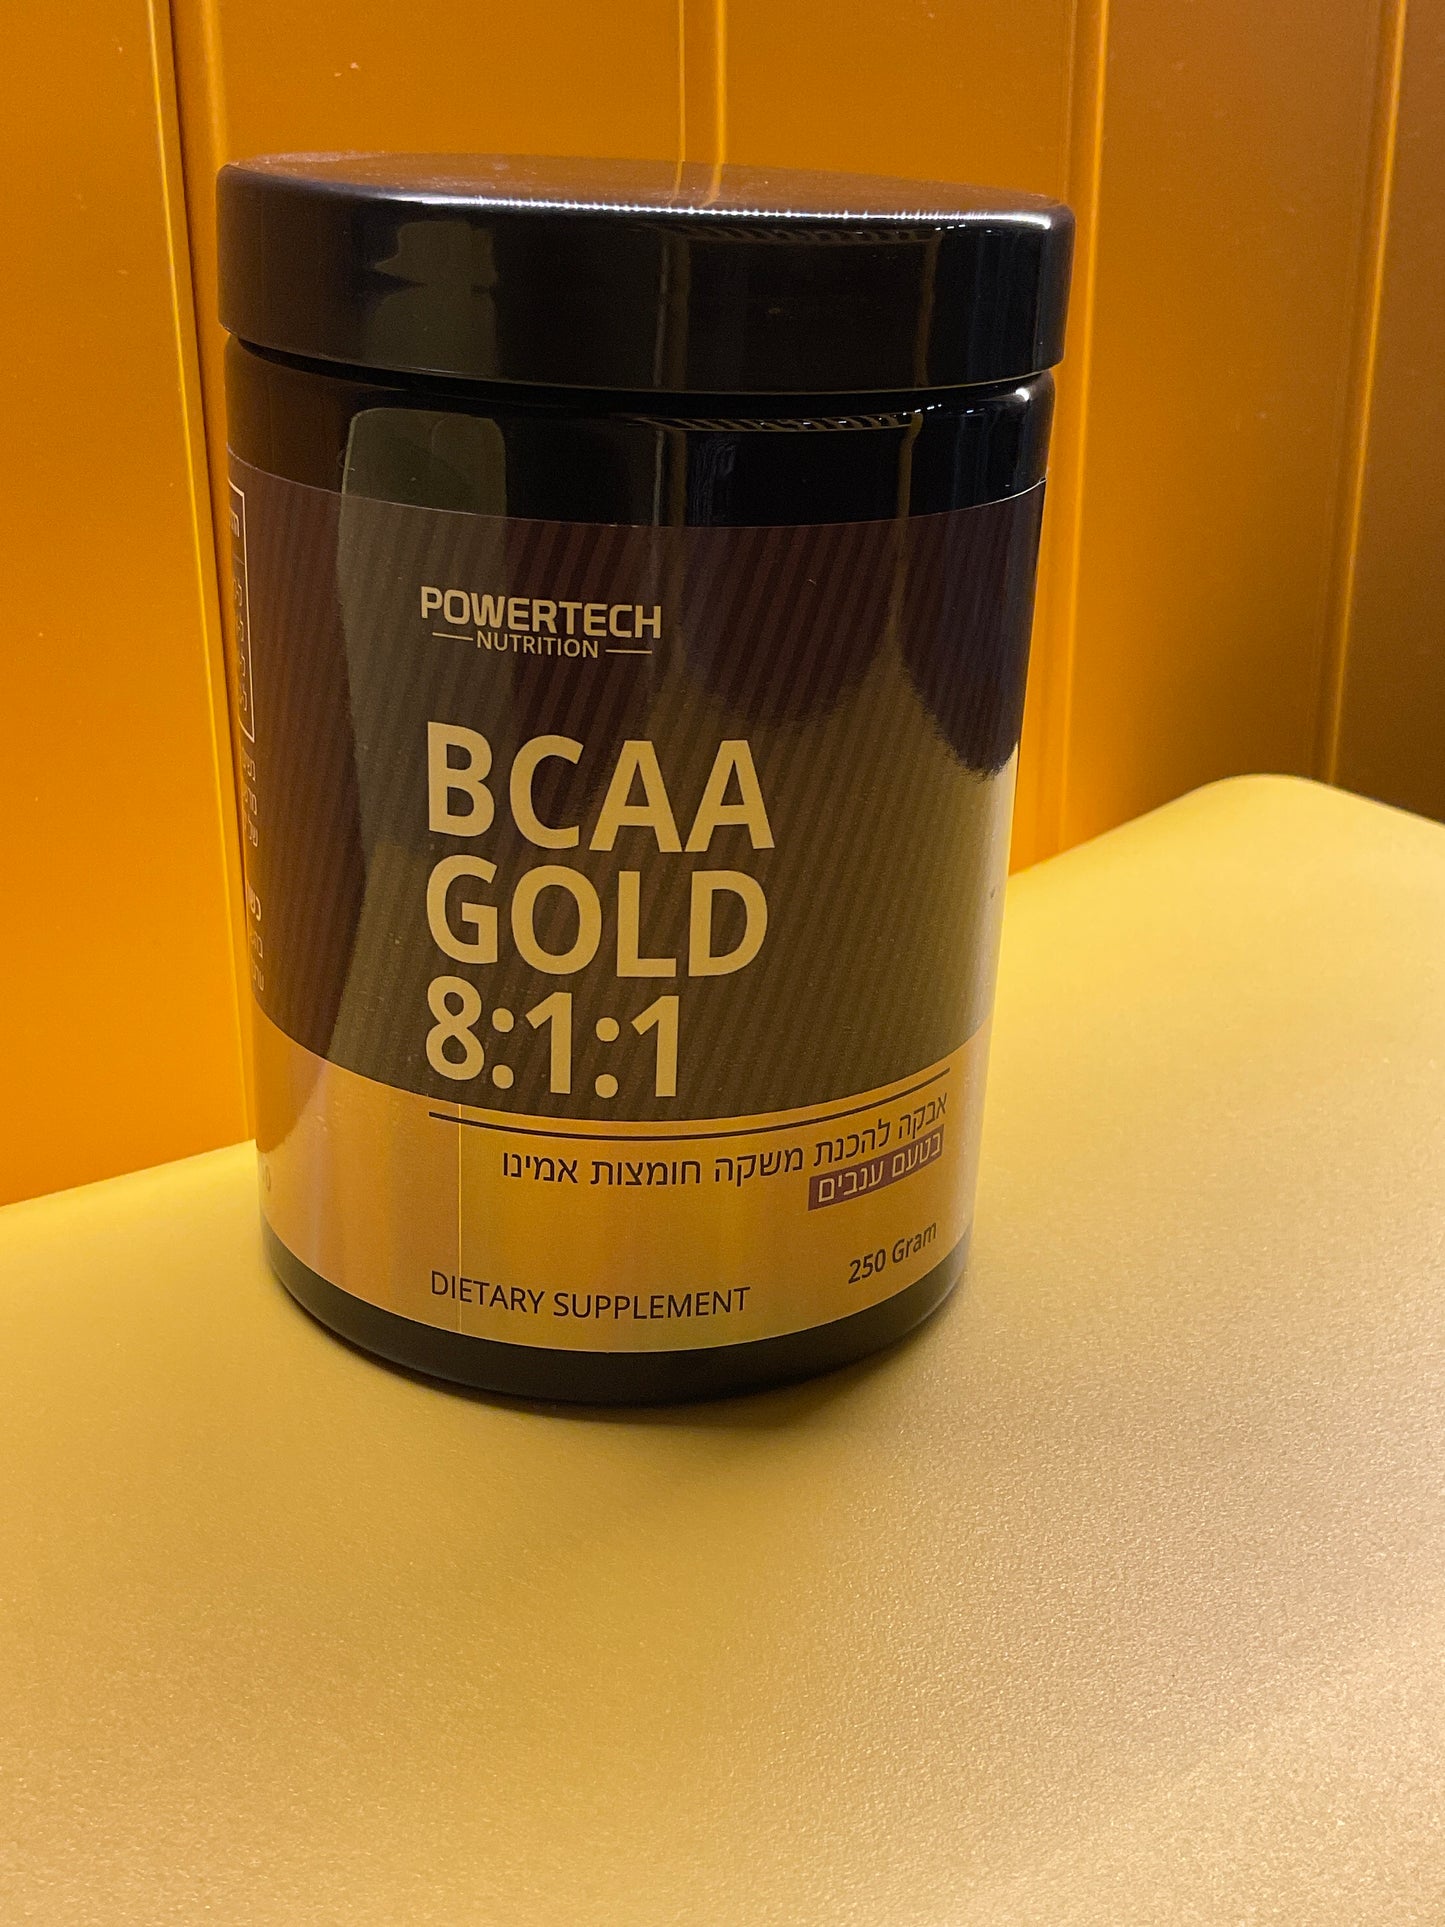 POWERTECH
NUTRITION
BCAA
GOLD
8:1:1
אבקה להכנת משקה חומצות אמינו
בטעם ענבים
250 Gram
DIETARY SUPPLEMENT